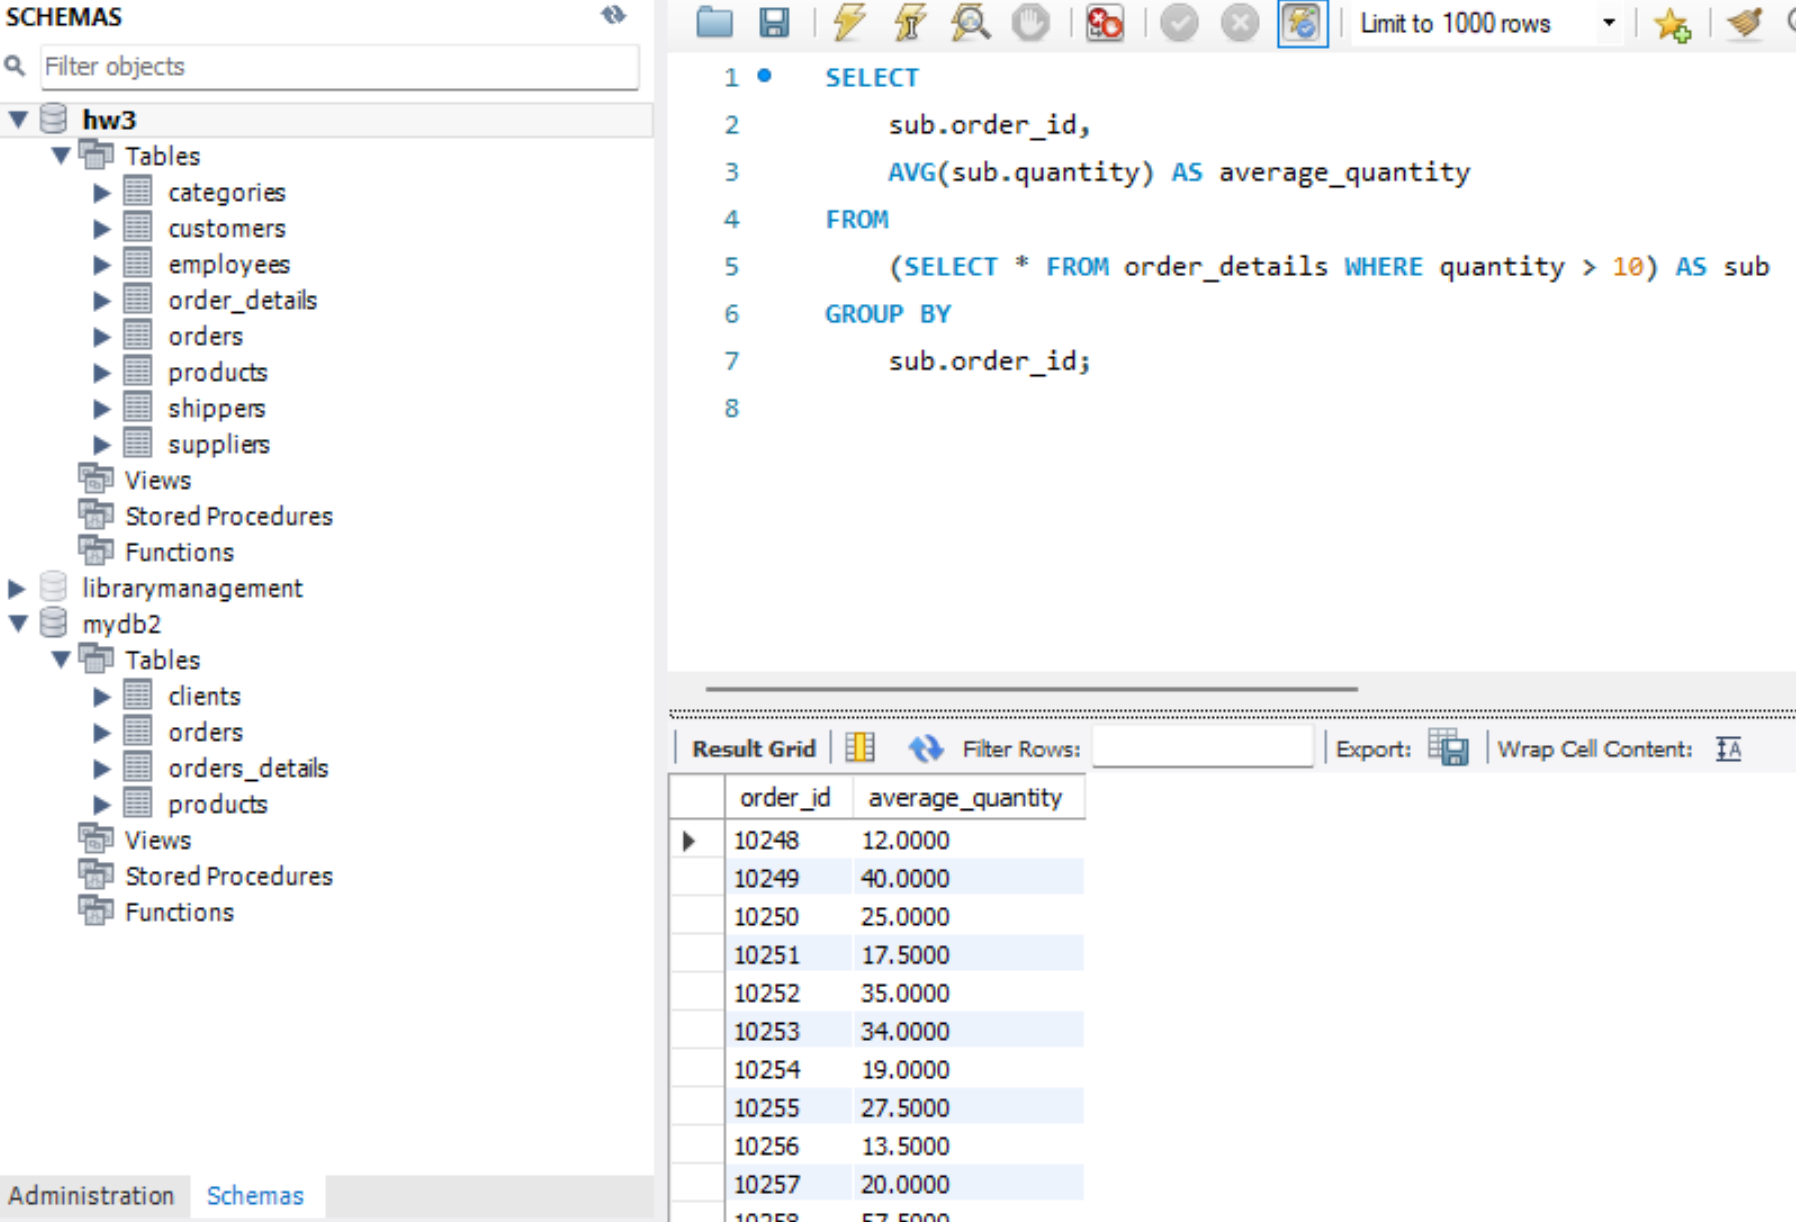 SCHEMAS
Filter objects
hw3
Tables
categories
customers
employees
order_details
orders
products
shippers
suppliers
Views
Stored Procedures
Functions
librarymanagement
mydb2
Tables
clients
orders
orders_details
products
Views
Stored Procedures
Functions
Administration Schemas
Limit to 1000 rows
1 SELECT
2 sub.order_id,
3 AVG(sub.quantity) AS average_quantity
4 FROM
5 (SELECT * FROM order_details WHERE quantity > 10) AS sub
6 GROUP BY
7 sub.order_id;
8
Result Grid Filter Rows: Export: Wrap Cell Content:
order_id average_quantity
10248 12.0000
10249 40.0000
10250 25.0000
10251 17.5000
10252 35.0000
10253 34.0000
10254 19.0000
10255 27.5000
10256 13.5000
10257 20.0000
10258 57.5000